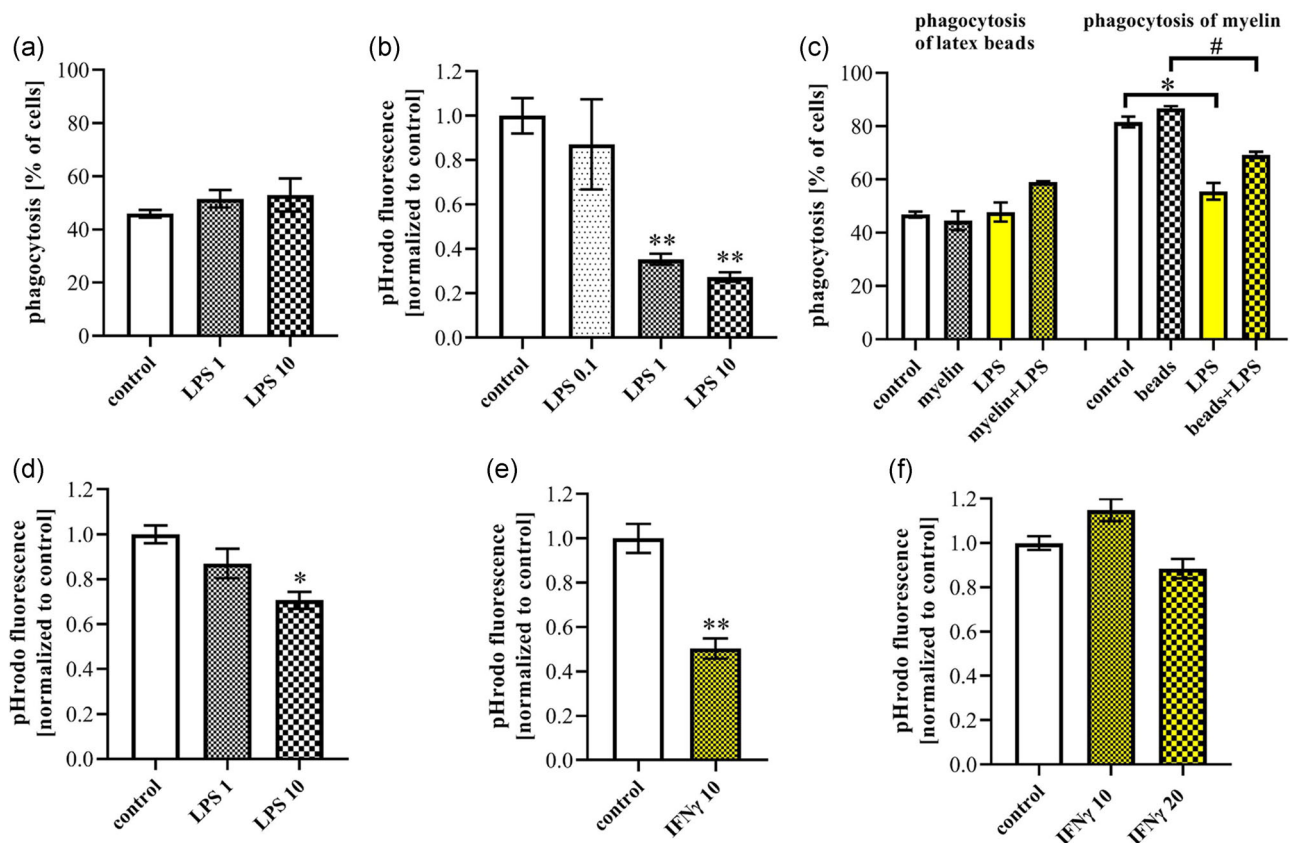 (a)
phagocytosis [% of cells]
100
80
60
40
20
0
control
LPS 1
LPS 10
(b)
pHrodo fluorescence
[normalized to control]
1.2
1.0
0.8
0.6
0.4
0.2
0.0
**
**
control
LPS 0.1
LPS 1
LPS 10
(c)
phagocytosis
of latex beads
phagocytosis of myelin
phagocytosis [% of cells]
100
80
60
40
20
0
*
#
control
myelin
LPS
myelin+LPS
control
beads
LPS
beads+LPS
(d)
pHrodo fluorescence
[normalized to control]
1.2
1.0
0.8
0.6
0.4
0.2
0.0
*
control
LPS 1
LPS 10
(e)
pHrodo fluorescence
[normalized to control]
1.2
1.0
0.8
0.6
0.4
0.2
0.0
**
control
IFNγ 10
(f)
pHrodo fluorescence
[normalized to control]
1.2
1.0
0.8
0.6
0.4
0.2
0.0
control
IFNγ 10
IFNγ 20